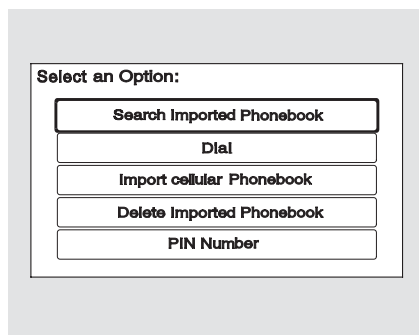 Select an Option:
Search Imported Phonebook
Dial
Import cellular Phonebook
Delete Imported Phonebook
PIN Number